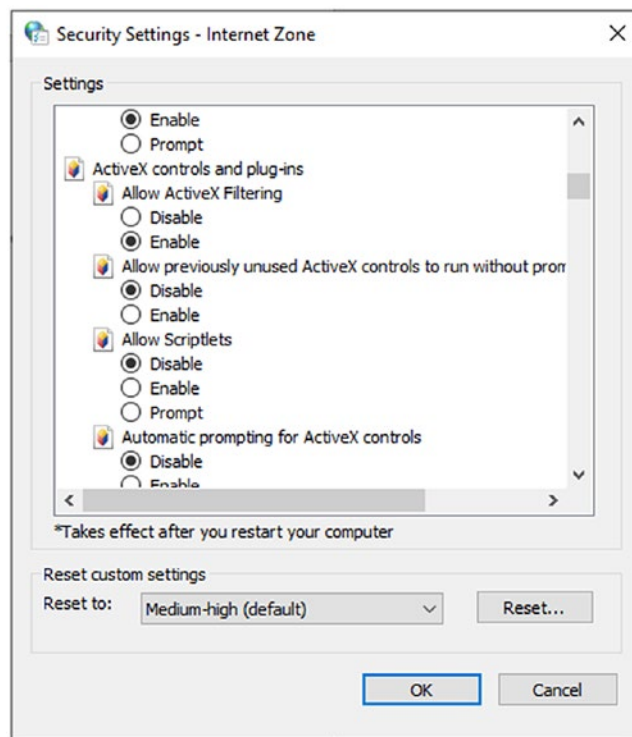 Security Settings - Internet Zone
Settings
Enable
Prompt
ActiveX controls and plug-ins
Allow ActiveX Filtering
Disable
Enable
Allow previously unused ActiveX controls to run without prom
Disable
Enable
Allow Scriptlets
Disable
Enable
Prompt
Automatic prompting for ActiveX controls
Disable
Enable
*Takes effect after you restart your computer
Reset custom settings
Reset to: Medium-high (default) Reset...
OK Cancel